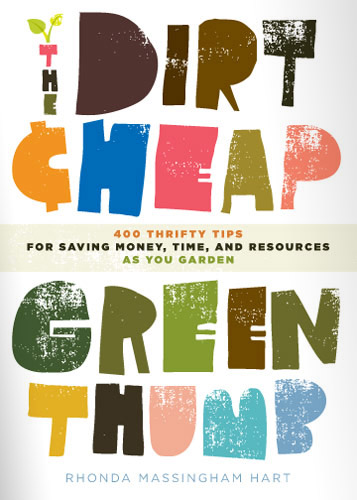 THE DIRT
¢HEAP
400 THRIFTY TIPS
FOR SAVING MONEY, TIME, AND RESOURCES
AS YOU GARDEN
GREEN
THUMB
RHONDA MASSINGHAM HART